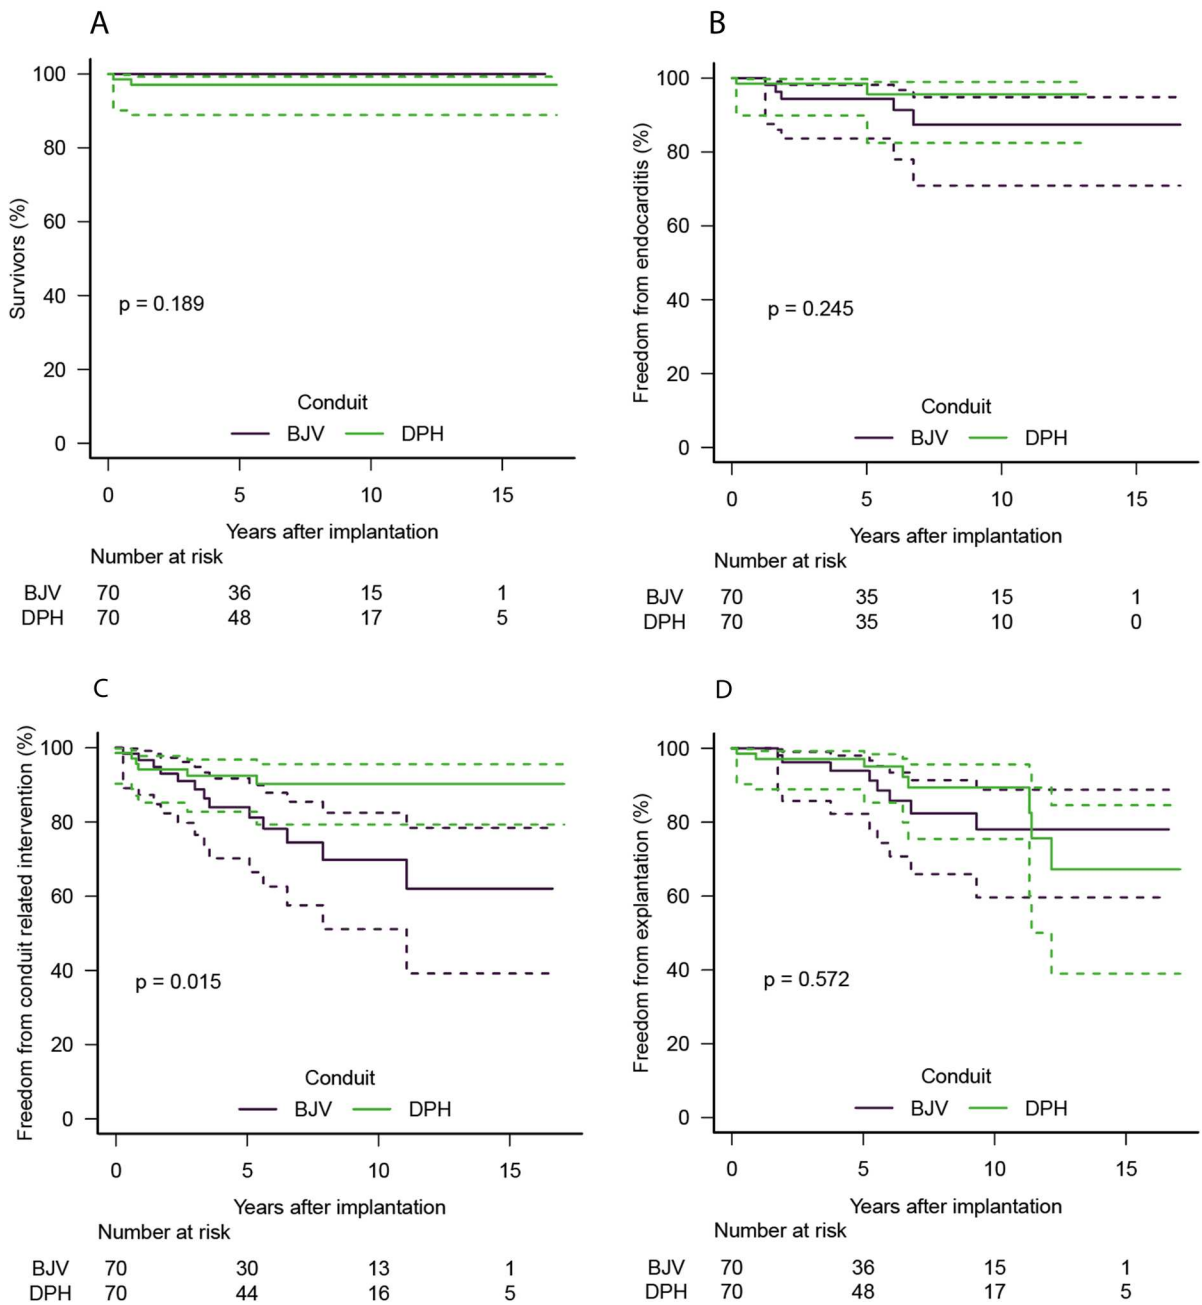 A
Survivors (%)
100
80
60
40
20
0
p = 0.189
Conduit
BJV DPH
0 5 10 15
Years after implantation
Number at risk
BJV 70 36 15 1
DPH 70 48 17 5
B
Freedom from endocarditis (%)
100
80
60
40
20
0
p = 0.245
Conduit
BJV DPH
0 5 10 15
Years after implantation
Number at risk
BJV 70 35 15 1
DPH 70 35 10 0
C
Freedom from conduit related intervention (%)
100
80
60
40
20
0
p = 0.015
Conduit
BJV DPH
0 5 10 15
Years after implantation
Number at risk
BJV 70 30 13 1
DPH 70 44 16 5
D
Freedom from explantation (%)
100
80
60
40
20
0
p = 0.572
Conduit
BJV DPH
0 5 10 15
Years after implantation
Number at risk
BJV 70 36 15 1
DPH 70 48 17 5